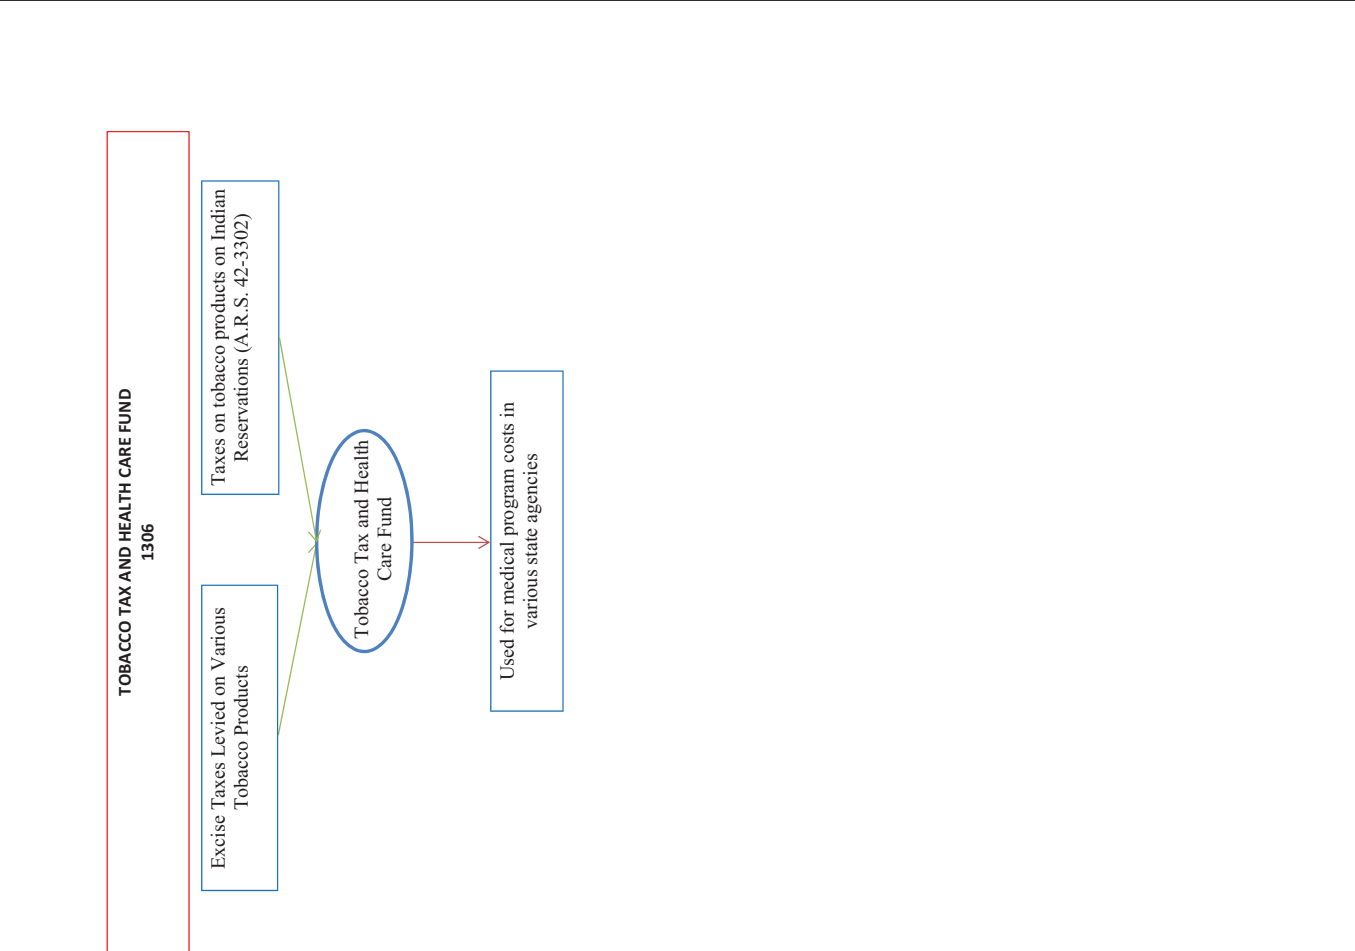 TOBACCO TAX AND HEALTH CARE FUND
1306
Excise Taxes Levied on Various
Tobacco Products
Taxes on tobacco products on Indian
Reservations (A.R.S. 42-3302)
Tobacco Tax and Health
Care Fund
Used for medical program costs in
various state agencies